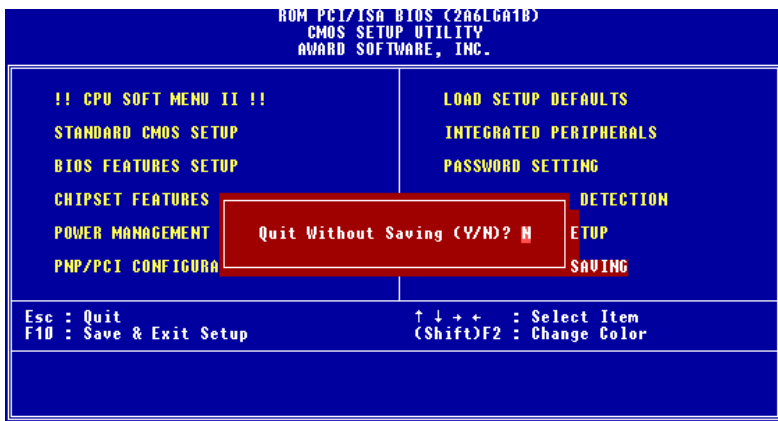 ROM PCI/ISA BIOS (2A6LGA1B)
CMOS SETUP UTILITY
AWARD SOFTWARE, INC.
!! CPU SOFT MENU II !!
STANDARD CMOS SETUP
BIOS FEATURES SETUP
CHIPSET FEATURES
POWER MANAGEMENT
PNP/PCI CONFIGURA
LOAD SETUP DEFAULTS
INTEGRATED PERIPHERALS
PASSWORD SETTING
DETECTION
ETUP
SAVING
Quit Without Saving (Y/N)? N
Esc : Quit
F10 : Save & Exit Setup
↑ ↓ → ← : Select Item
(Shift)F2 : Change Color